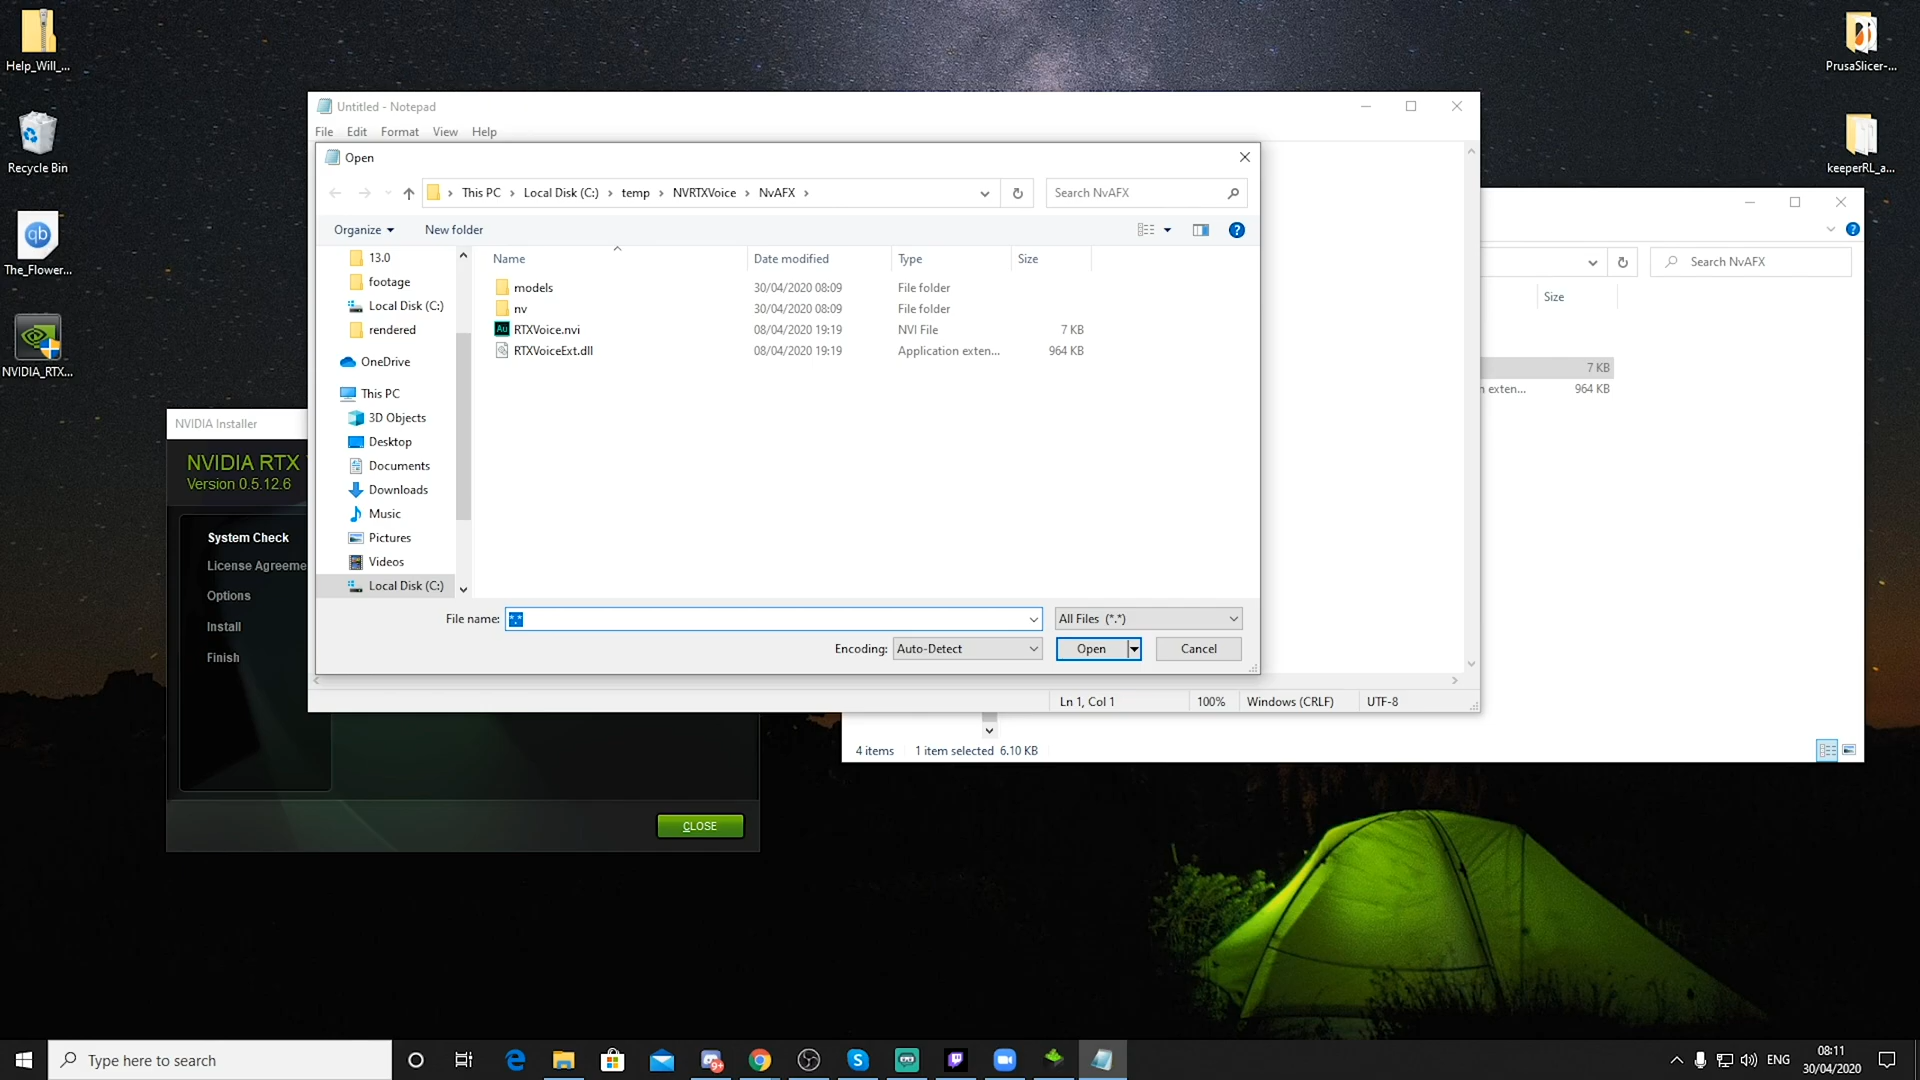 Help_Will_...
Recycle Bin
The_Flower...
NVIDIA_RTX...
PrusaSlicer-...
keeperRL_a...
Untitled - Notepad
File Edit Format View Help
Open
This PC Local Disk (C:) temp NVRTXVoice NvAFX
Search NvAFX
Organize New folder
Name Date modified Type Size
models 30/04/2020 08:09 File folder
nv 30/04/2020 08:09 File folder
RTXVoice.nvi 08/04/2020 19:19 NVI File 7 KB
RTXVoiceExt.dll 08/04/2020 19:19 Application exten... 964 KB
13.0
footage
Local Disk (C:)
rendered
OneDrive
This PC
3D Objects
Desktop
Documents
Downloads
Music
Pictures
Videos
Local Disk (C:)
File name: *.* All Files (*.*)
Encoding: Auto-Detect Open Cancel
Ln 1, Col 1 100% Windows (CRLF) UTF-8
Search NvAFX
Size
7 KB
n exten... 964 KB
4 items 1 item selected 6.10 KB
NVIDIA Installer
NVIDIA RTX
Version 0.5.12.6
System Check
License Agreeme
Options
Install
Finish
CLOSE
Type here to search
ENG
08:11
30/04/2020